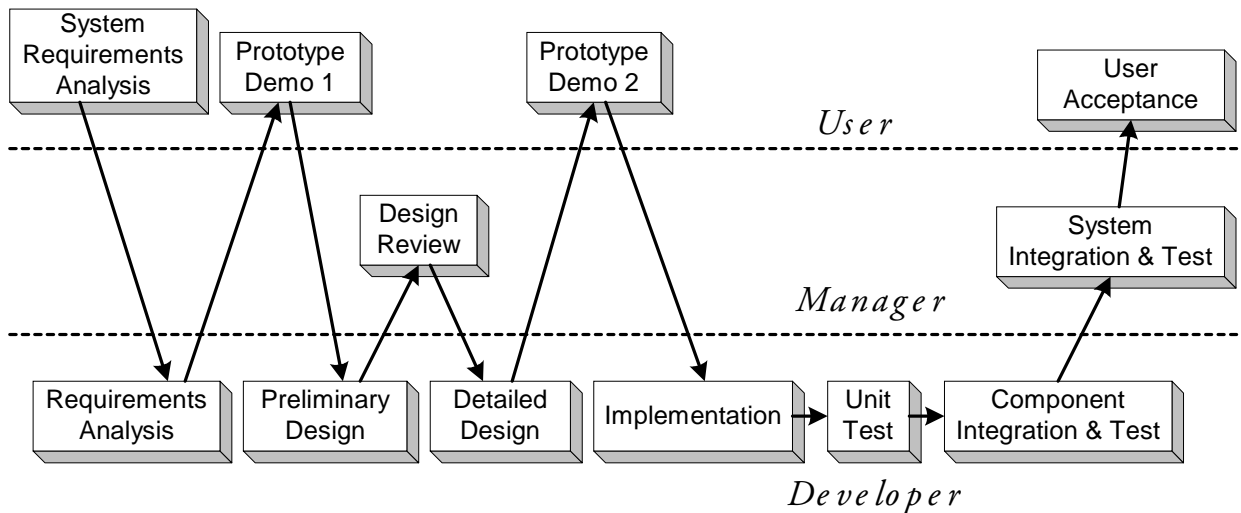 System
Requirements
Analysis
Prototype
Demo 1
Prototype
Demo 2
User
Acceptance
User
Design
Review
System
Integration & Test
Manager
Requirements
Analysis
Preliminary
Design
Detailed
Design
Implementation
Unit
Test
Component
Integration & Test
Developer